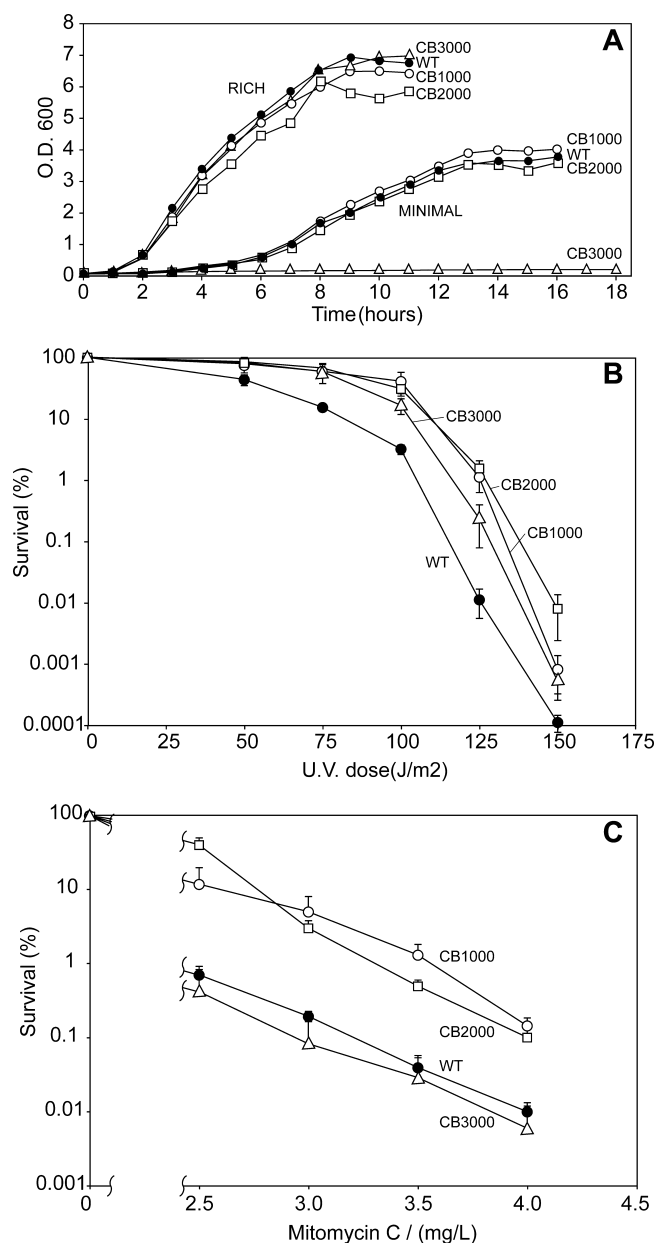 A
8
7
6
5
4
3
2
1
0
O.D. 600
RICH
CB3000
WT
CB1000
CB2000
CB1000
WT
CB2000
MINIMAL
CB3000
0 2 4 6 8 10 12 14 16 18
Time(hours)
B
100
10
1
0.1
0.01
0.001
0.0001
Survival (%)
CB3000
CB2000
CB1000
WT
0 50 75 100 125 150 175
U.V. dose(J/m2)
C
100
10
1
0.1
0.01
0.001
Survival (%)
CB1000
CB2000
WT
CB3000
0 2.5 3.0 3.5 4.0 4.5
Mitomycin C / (mg/L)